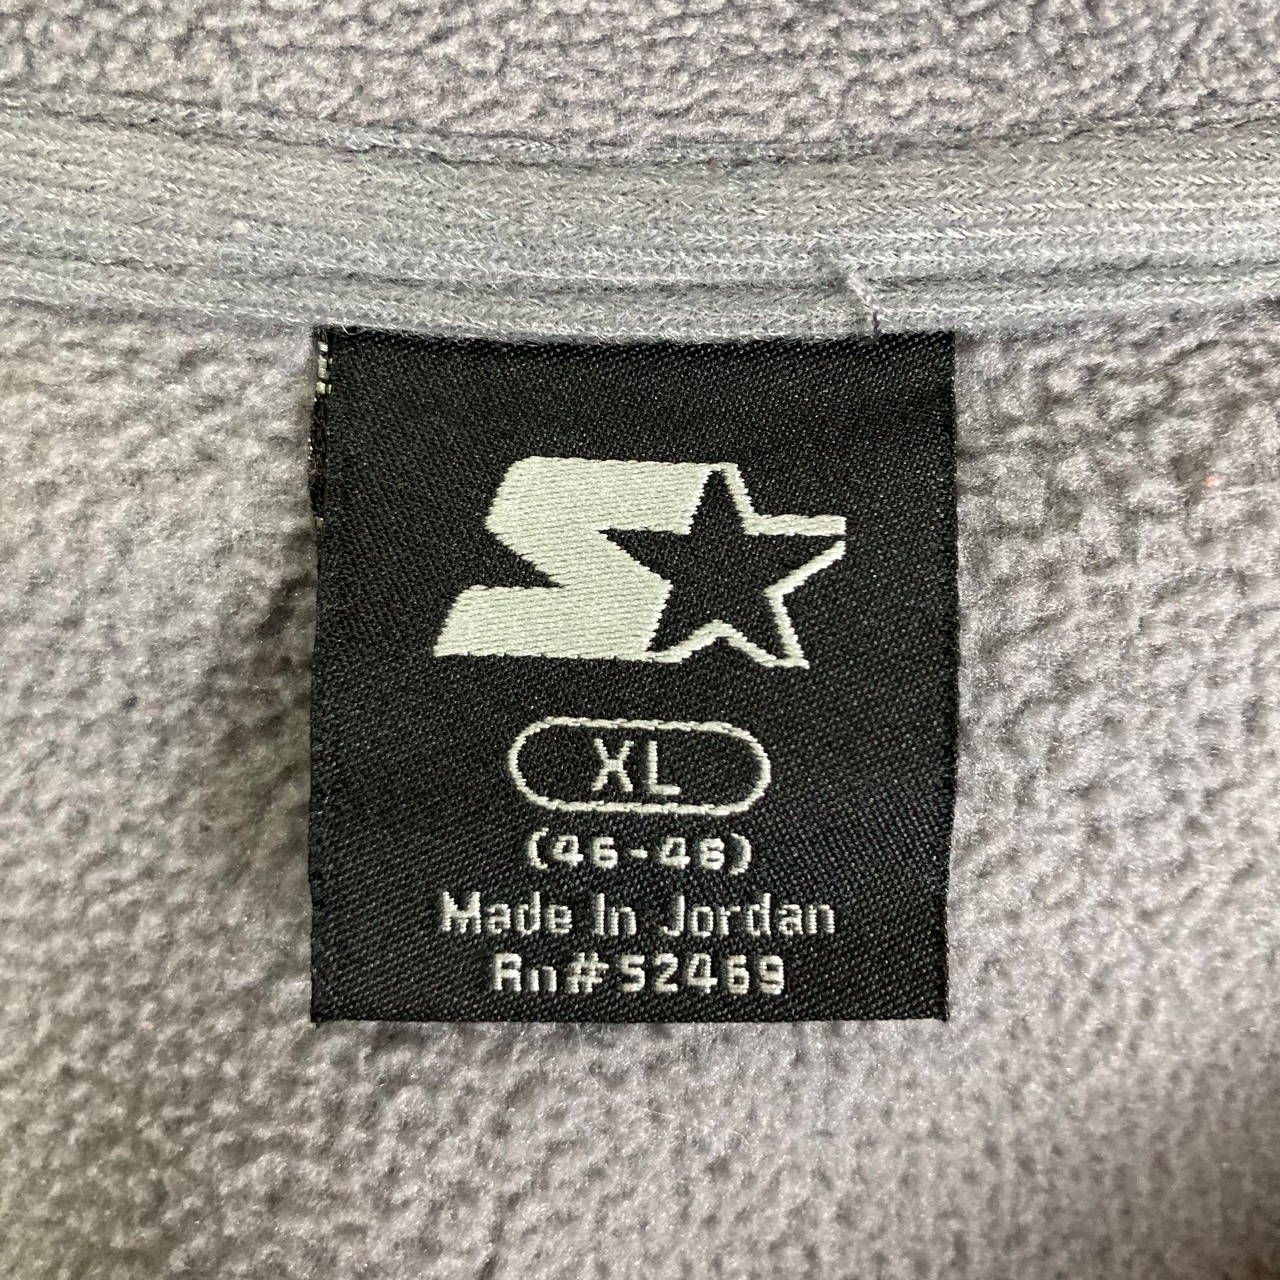 XL
(46-48)
Made In Jordan
Rn#52469